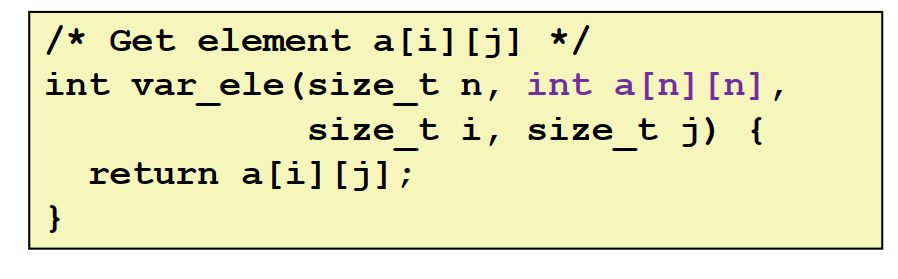 /* Get element a[i][j] */
int var_ele(size_t n, int a[n][n],
            size_t i, size_t j) {
  return a[i][j];
}